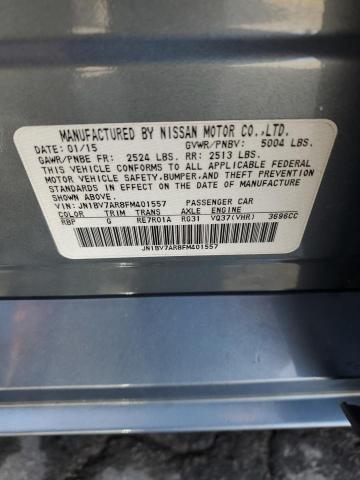 MANUFACTURED BY NISSAN MOTOR CO.,LTD.
DATE: 01/15 GVWR/PNBV: 5004 LBS.
GAWR/PNBE FR: 2524 LBS. RR: 2513 LBS.
THIS VEHICLE CONFORMS TO ALL APPLICABLE FEDERAL
MOTOR VEHICLE SAFETY,BUMPER, AND THEFT PREVENTION
STANDARDS IN EFFECT ON THE DATE OF MANUFACTURE
SHOWN ABOVE.
VIN: JN1BV7AR8FM401557 PASSENGER CAR
COLOR TRIM TRANS AXLE ENGINE
RBP G RE7R01A RG31 VQ37(VHR) 3696CC
JN1BV7AR8FM401557